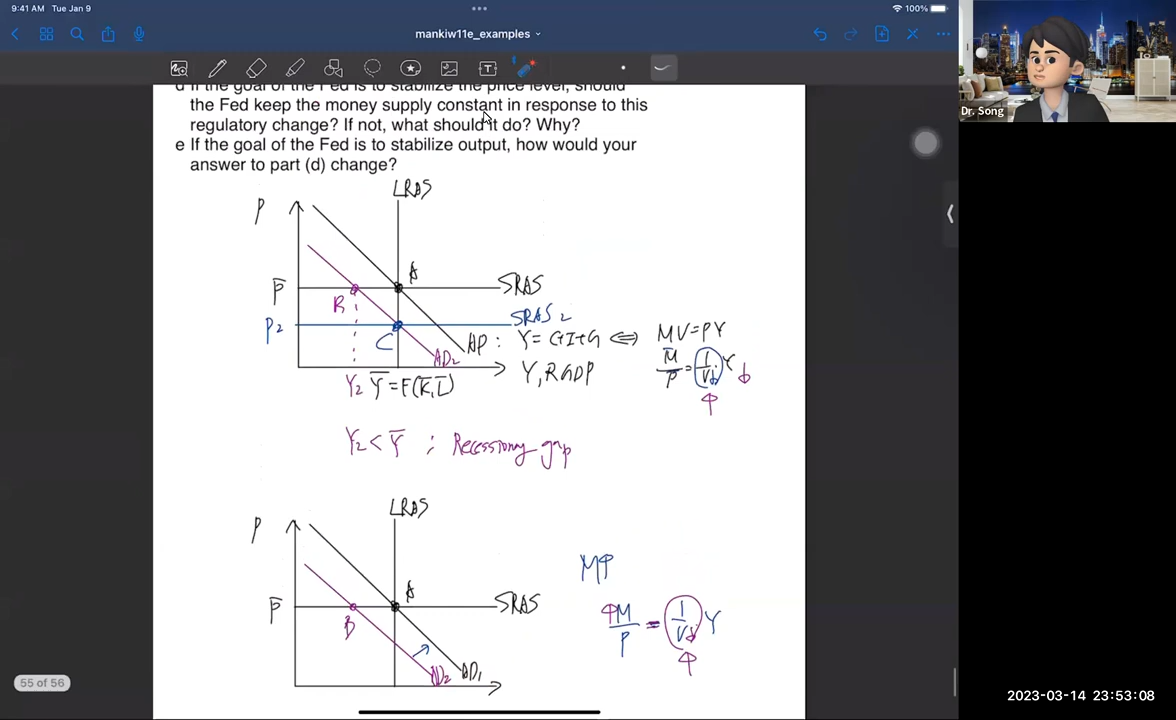 9:41 AM Tue Jan 9
100%
mankiw11e_examples
Dr. Song
d If the goal of the Fed is to stabilize the price level, should
the Fed keep the money supply constant in response to this
regulatory change? If not, what should it do? Why?
e If the goal of the Fed is to stabilize output, how would your
answer to part (d) change?
LRAS
P
A
P̅
SRAS
B
P2
SRAS2
C
AD2
AD : Y = C+I+G ⇔ MV=PY
M̅/P = (1/V↓) Y ↓
↑
Y2 Y̅ = F(K̅,L̅)
Y, RGDP
Y2 < Y̅ ; Recessionary gap
LRAS
P
A
P̅
SRAS
B
AD2
AD1
M↑
↑M/P = (1/V↓) Y
↑
55 of 56
2023-03-14 23:53:08